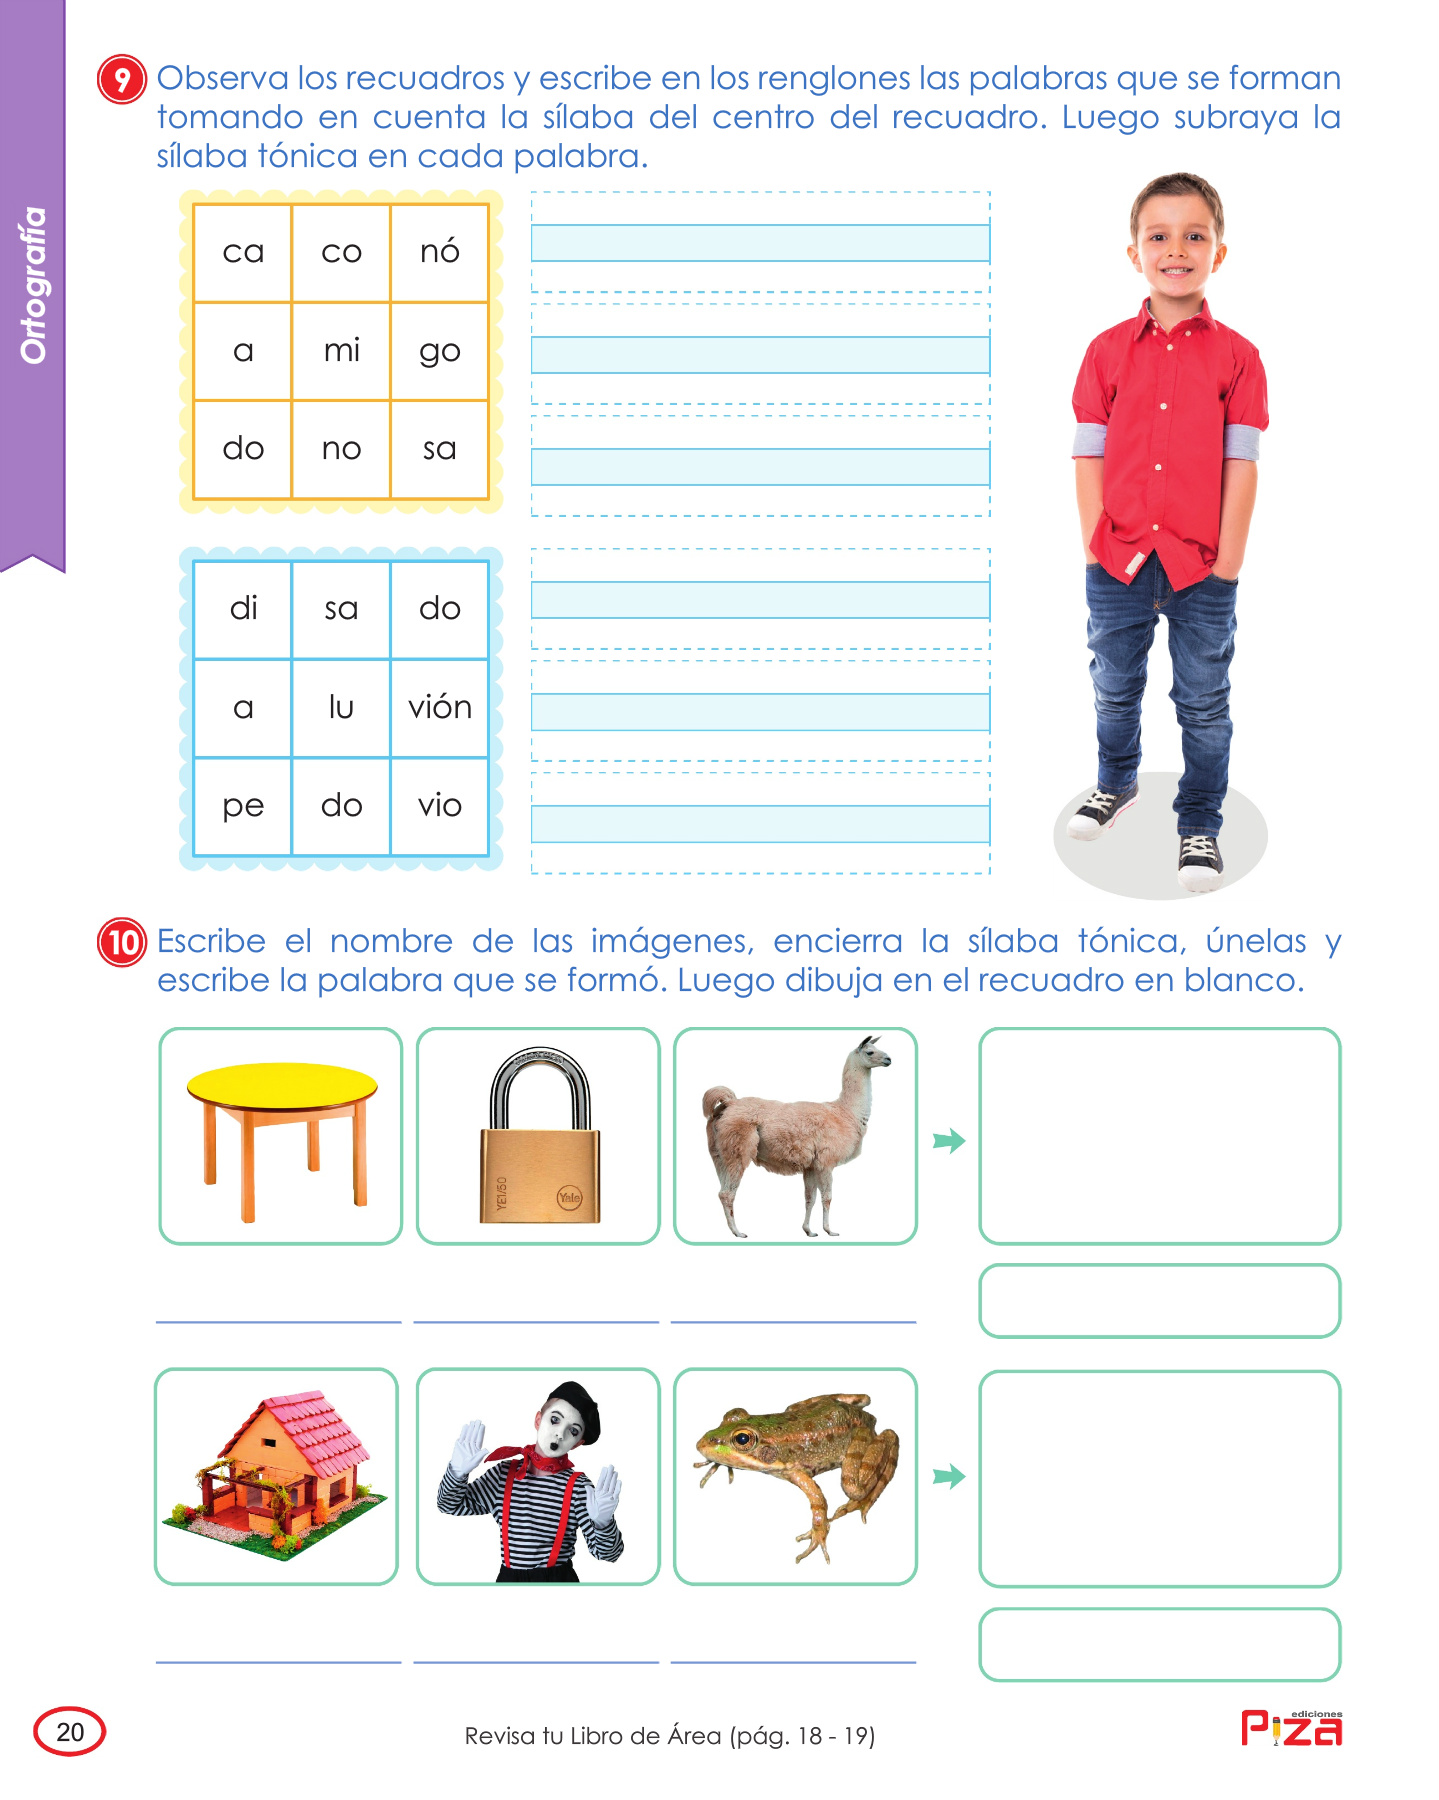 Ortografía
9 Observa los recuadros y escribe en los renglones las palabras que se forman
tomando en cuenta la sílaba del centro del recuadro. Luego subraya la
sílaba tónica en cada palabra.
ca co nó
a mi go
do no sa
di sa do
a lu vión
pe do vio
10 Escribe el nombre de las imágenes, encierra la sílaba tónica, únelas y
escribe la palabra que se formó. Luego dibuja en el recuadro en blanco.
YE1/50
Yale
20
Revisa tu Libro de Área (pág. 18 - 19)
ediciones
Piza